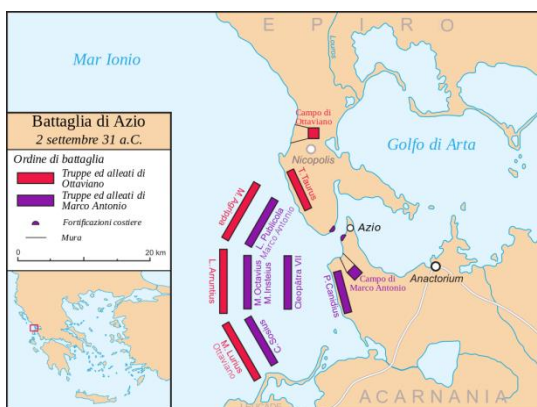 EPIRO
Mar Ionio
Louros
Battaglia di Azio
2 settembre 31 a.C.
Ordine di battaglia
Truppe ed alleati di
Ottaviano
Truppe ed alleati di
Marco Antonio
Fortificazioni costiere
Mura
20 km
Campo di
Ottaviano
Nicopolis
Golfo di Arta
T. Taurus
M. Agrippa
L. Publicola
Marco Antonio
Azio
L. Arruntius
M. Octavius
M. Insteius
Cleopatra VII
P. Canidius
Campo di
Marco Antonio
Anactorium
M. Lurius
Ottaviano
C. Sosius
ACARNANIA